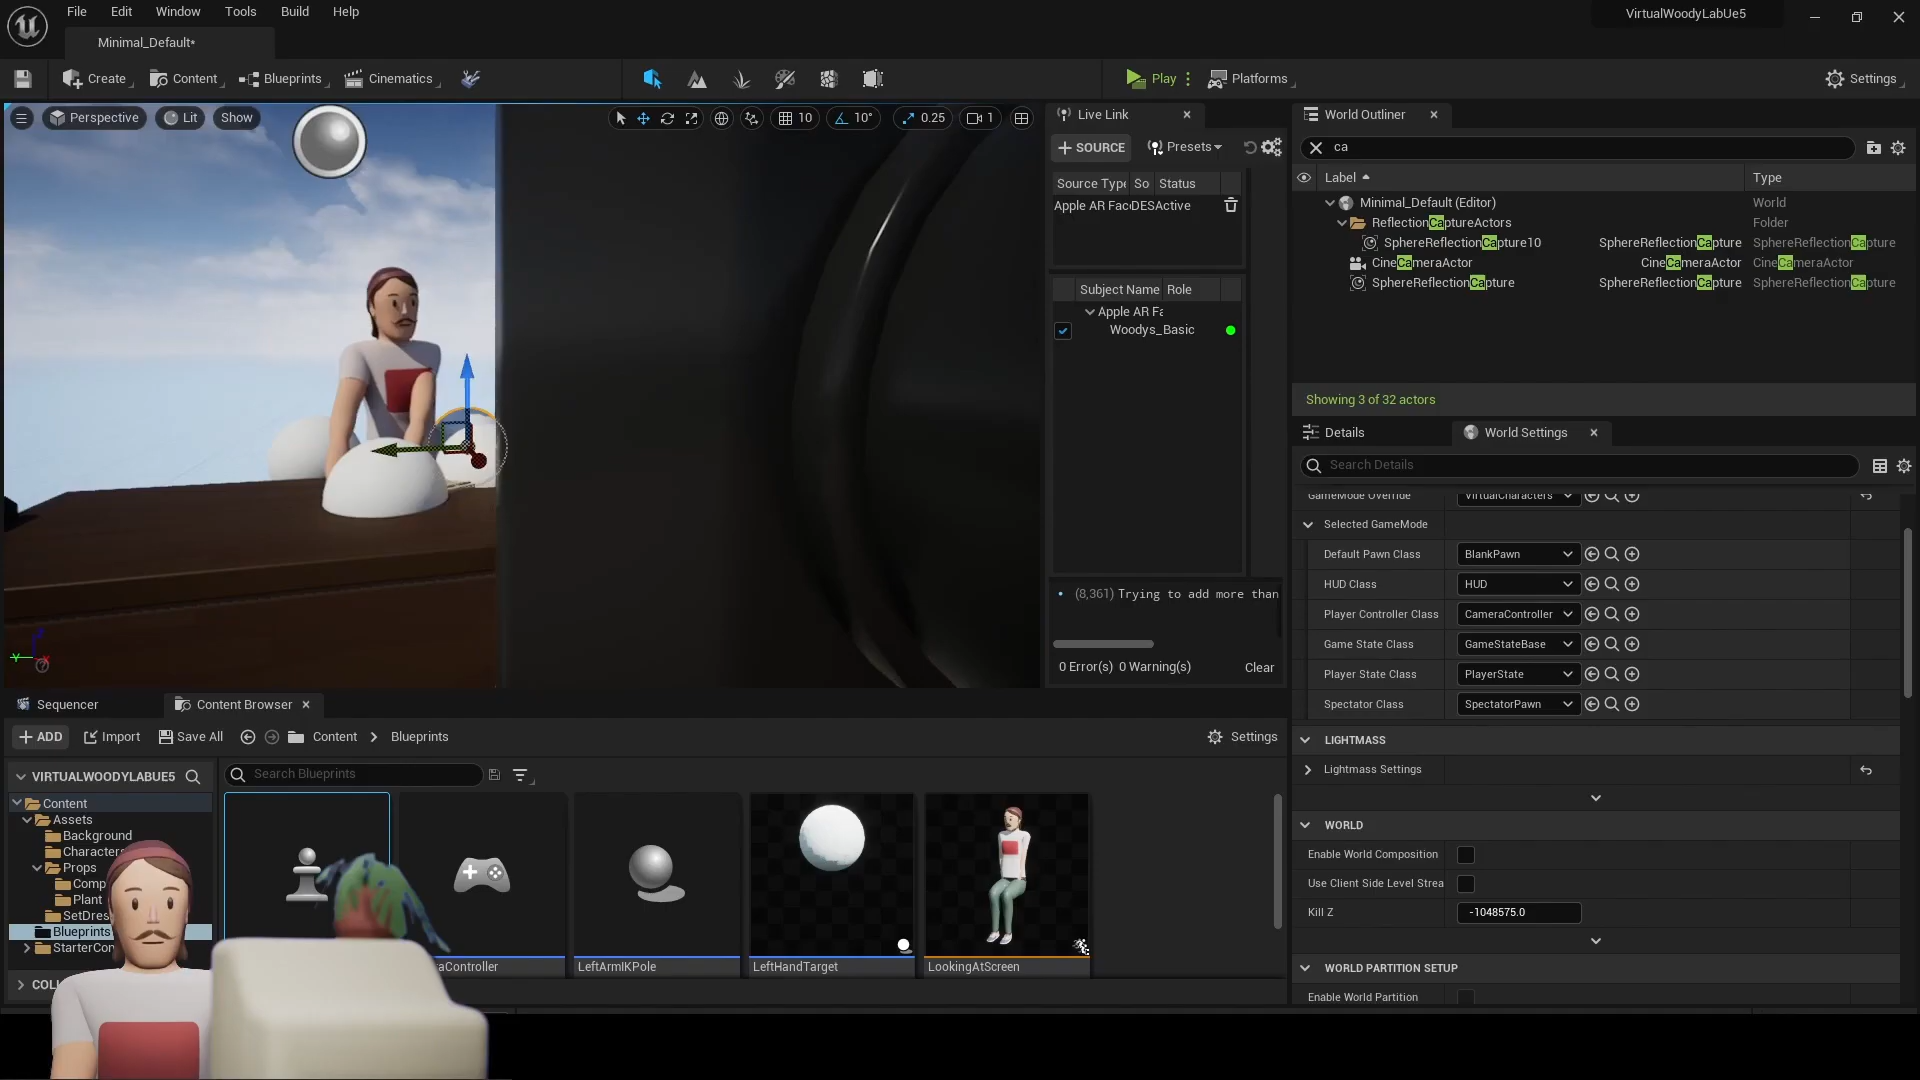 File Edit Window Tools Build Help
VirtualWoodyLabUe5
Minimal_Default*
Create Content Blueprints Cinematics Play Platforms Settings
Perspective Lit Show 10 10° 0.25 1
Live Link
SOURCE Presets
Source Type So Status
Apple AR Fac DES Active
Subject Name Role
Apple AR Fa
Woodys_Basic
(8,361) Trying to add more than
0 Error(s) 0 Warning(s) Clear
World Outliner
ca
Label Type
Minimal_Default (Editor) World
ReflectionCaptureActors Folder
SphereReflectionCapture10 SphereReflectionCapture SphereReflectionCapture
CineCameraActor CineCameraActor CineCameraActor
SphereReflectionCapture SphereReflectionCapture SphereReflectionCapture
Showing 3 of 32 actors
Details World Settings
Search Details
GameMode Override VirtualCharacters
Selected GameMode
Default Pawn Class BlankPawn
HUD Class HUD
Player Controller Class CameraController
Game State Class GameStateBase
Player State Class PlayerState
Spectator Class SpectatorPawn
LIGHTMASS
Lightmass Settings
WORLD
Enable World Composition
Use Client Side Level Strea
Kill Z -1048575.0
WORLD PARTITION SETUP
Enable World Partition
Sequencer Content Browser
ADD Import Save All Content Blueprints Settings
VIRTUALWOODYLABUE5
Search Blueprints
Content
Assets
Background
Characters
Props
Comp
Plant
SetDres
Blueprints
StarterCon
COLL
raController
LeftArmIKPole
LeftHandTarget
LookingAtScreen